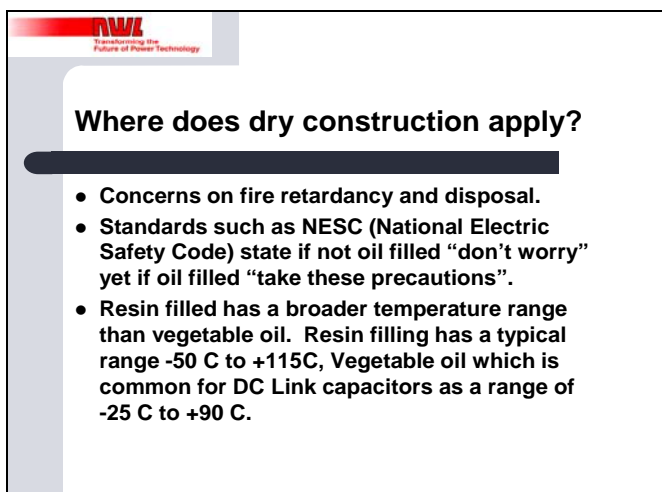 NWL
Transforming the
Future of Power Technology
Where does dry construction apply?
● Concerns on fire retardancy and disposal.
● Standards such as NESC (National Electric
Safety Code) state if not oil filled “don’t worry”
yet if oil filled “take these precautions”.
● Resin filled has a broader temperature range
than vegetable oil.  Resin filling has a typical
range -50 C to +115C, Vegetable oil which is
common for DC Link capacitors as a range of
-25 C to +90 C.